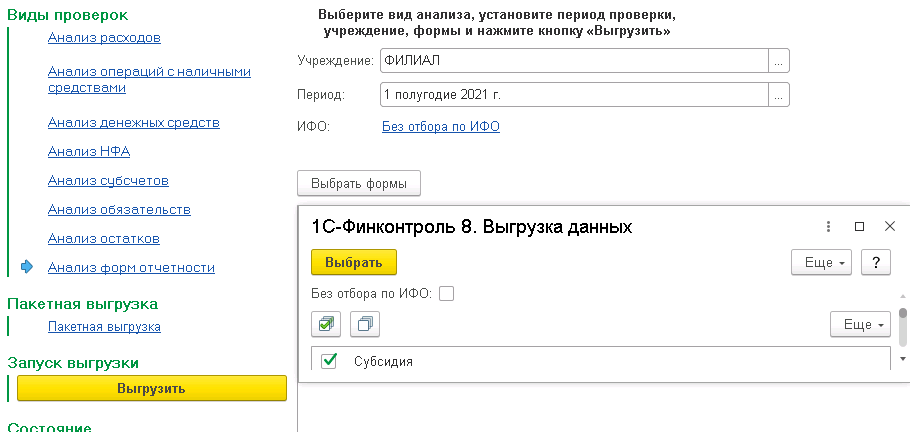 Виды проверок
Анализ расходов
Анализ операций с наличными
средствами
Анализ денежных средств
Анализ НФА
Анализ субсчетов
Анализ обязательств
Анализ остатков
Анализ форм отчетности
Пакетная выгрузка
Пакетная выгрузка
Запуск выгрузки
Выгрузить
Состояние
Выберите вид анализа, установите период проверки,
учреждение, формы и нажмите кнопку «Выгрузить»
Учреждение: ФИЛИАЛ ...
Период: 1 полугодие 2021 г. ...
ИФО: Без отбора по ИФО
Выбрать формы
1С-Финконтроль 8. Выгрузка данных
Выбрать Еще ?
Без отбора по ИФО:
Еще
Субсидия